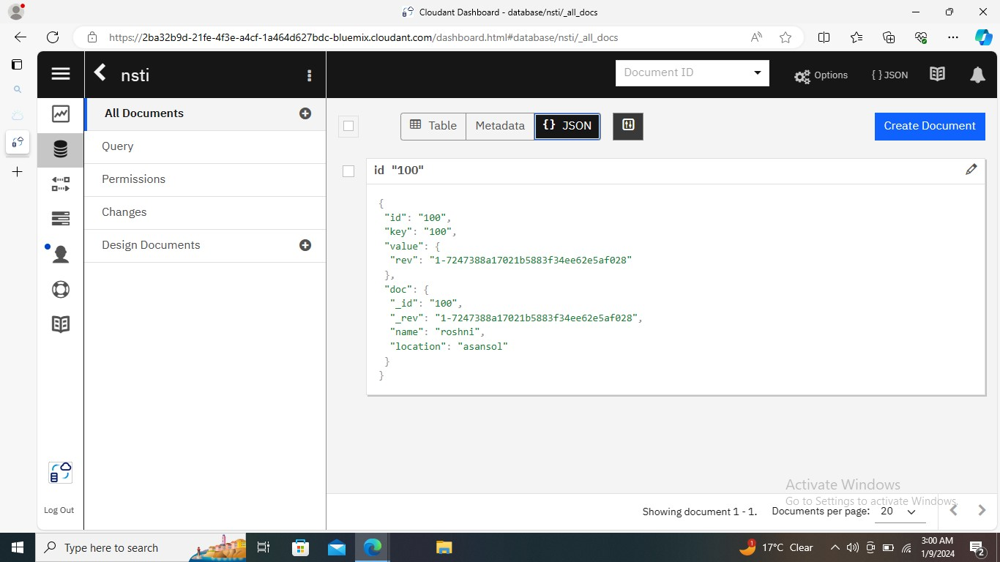 Cloudant Dashboard - database/nsti/_all_docs
https://2ba32b9d-21fe-4f3e-a4cf-1a464d627bdc-bluemix.cloudant.com/dashboard.html#database/nsti/_all_docs
nsti
Document ID
Options
{ } JSON
All Documents
Query
Permissions
Changes
Design Documents
Table
Metadata
{} JSON
Create Document
id "100"
{
"id": "100",
"key": "100",
"value": {
"rev": "1-7247388a17021b5883f34ee62e5af028"
},
"doc": {
"_id": "100",
"_rev": "1-7247388a17021b5883f34ee62e5af028",
"name": "roshni",
"location": "asansol"
}
}
Log Out
Activate Windows
Go to Settings to activate Windows.
Showing document 1 - 1.
Documents per page: 20
Type here to search
1
17°C Clear
3:00 AM
1/9/2024
2